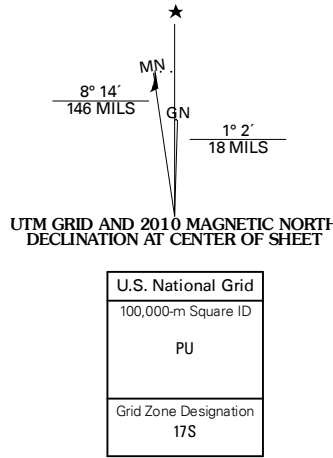 MN
8° 14´
146 MILS
GN
1° 2´
18 MILS
UTM GRID AND 2010 MAGNETIC NORTH
DECLINATION AT CENTER OF SHEET
U.S. National Grid
100,000-m Square ID
PU
Grid Zone Designation
17S